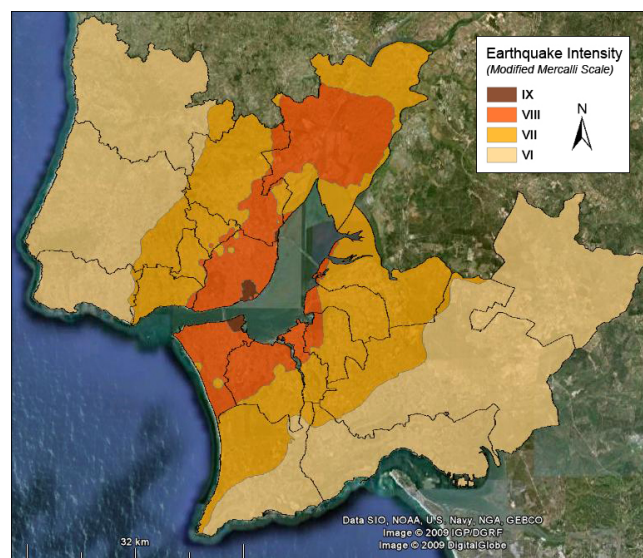 Earthquake Intensity
(Modified Mercalli Scale)
IX
VIII
VII
VI
N
Data SIO, NOAA, U.S. Navy, NGA, GEBCO
32 km
Image © 2009 IGP/DGRF
Image © 2009 DigitalGlobe